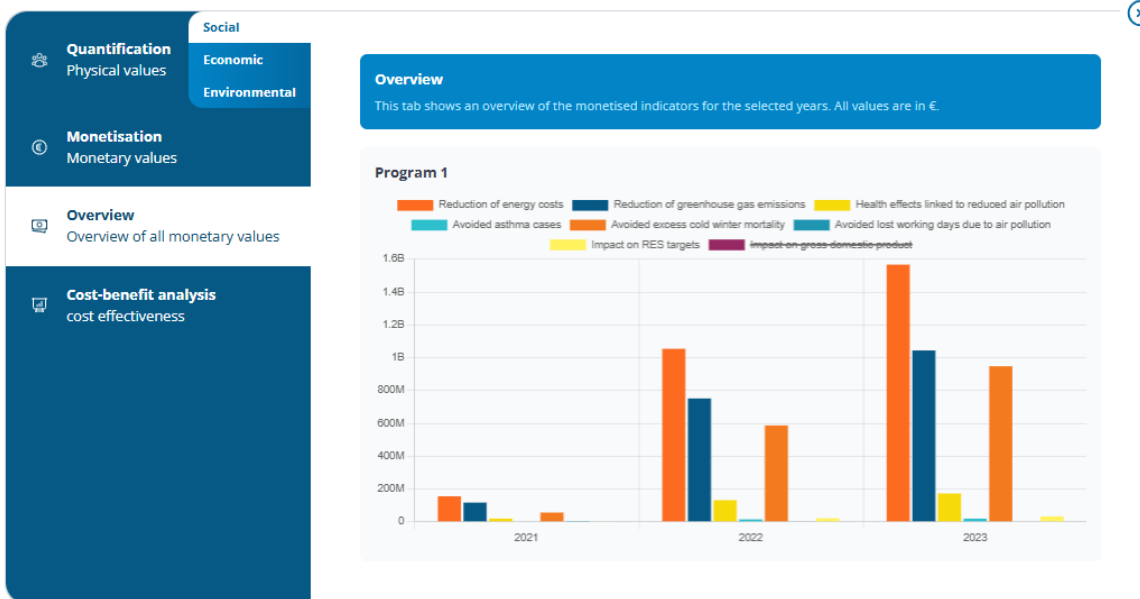 Social
Quantification
Physical values
Economic
Environmental
Monetisation
Monetary values
Overview
Overview of all monetary values
Cost-benefit analysis
cost effectiveness
Overview
This tab shows an overview of the monetised indicators for the selected years. All values are in €.
Program 1
Reduction of energy costs Reduction of greenhouse gas emissions Health effects linked to reduced air pollution
Avoided asthma cases Avoided excess cold winter mortality Avoided lost working days due to air pollution
Impact on RES targets Impact on gross domestic product
1.6B
1.4B
1.2B
1B
800M
600M
400M
200M
0
2021 2022 2023